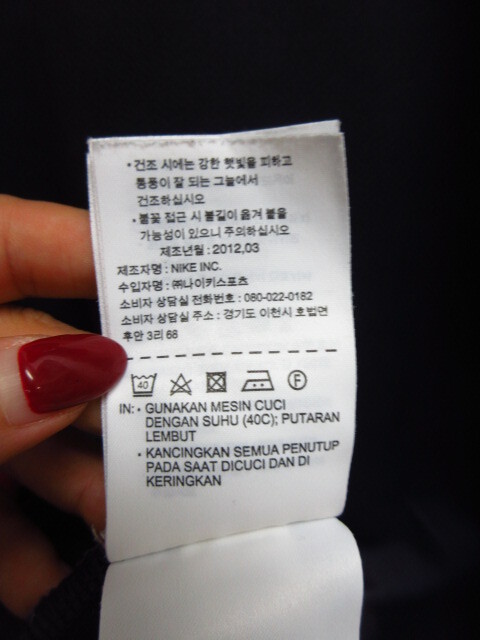 • 건조 시에는 강한 햇빛을 피하고
통풍이 잘 되는 그늘에서
건조하십시오
• 불꽃 접근 시 불길이 옮겨 붙을
가능성이 있으니 주의하십시오
제조년월 : 2012,03
제조자명 : NIKE INC.
수입자명 : ㈜나이키스포츠
소비자 상담실 전화번호 : 080-022-0182
소비자 상담실 주소 : 경기도 이천시 호법면
후안 3리 66
40 F
IN: • GUNAKAN MESIN CUCI
DENGAN SUHU (40C); PUTARAN
LEMBUT
• KANCINGKAN SEMUA PENUTUP
PADA SAAT DICUCI DAN DI
KERINGKAN